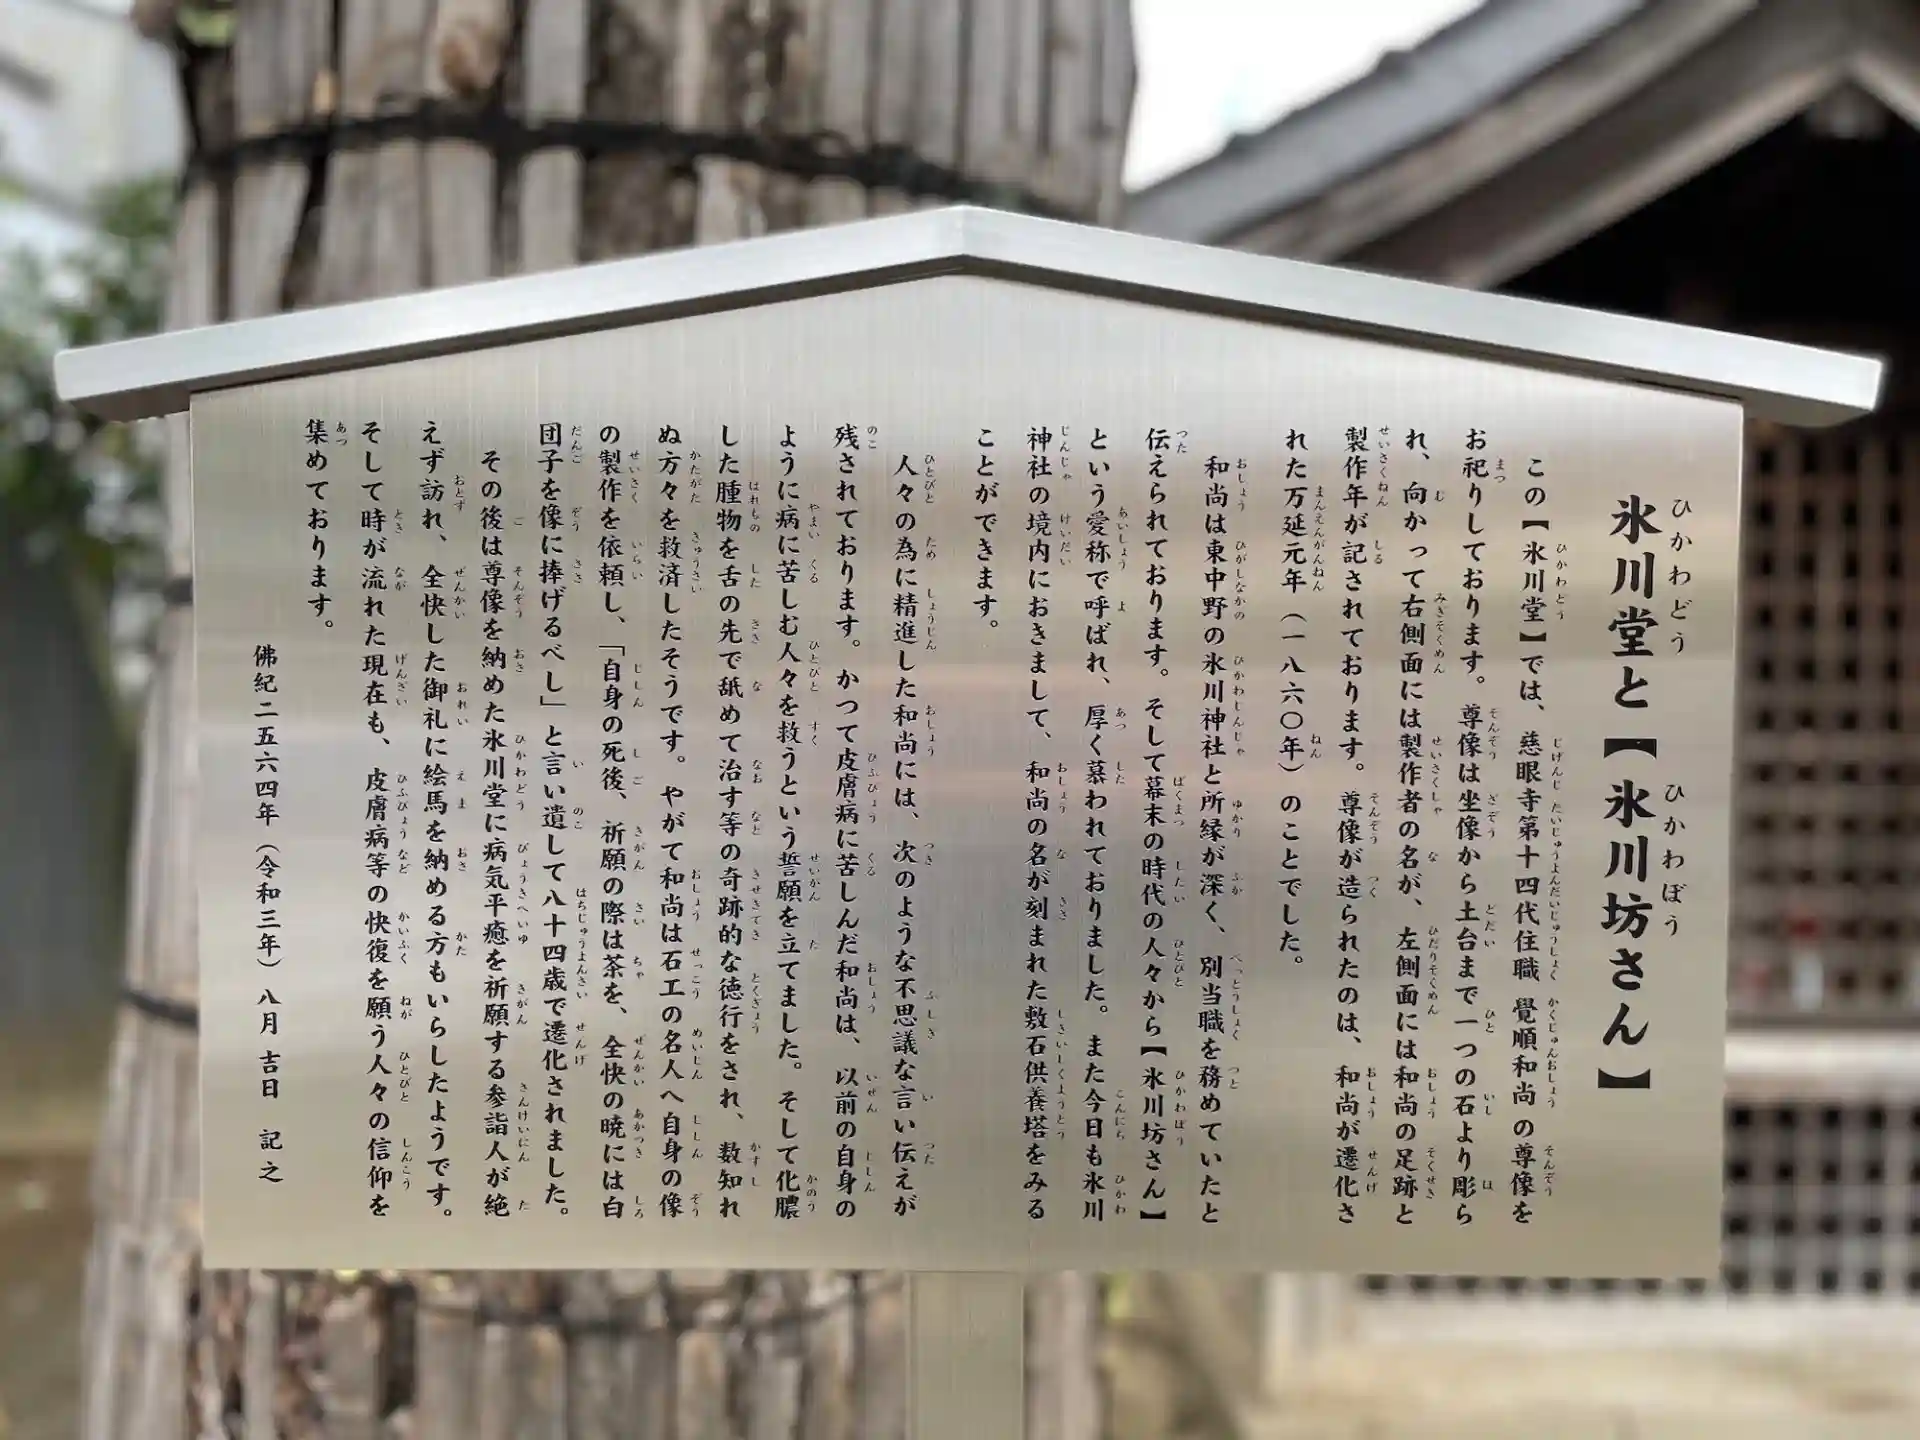 氷川堂と【氷川坊さん】
この【氷川堂】では、慈眼寺第十四代住職 覺順和尚の尊像を
お祀りしております。尊像は坐像から土台まで一つの石より彫ら
れ、向かって右側面には製作者の名が、左側面には和尚の足跡と
製作年が記されております。尊像が造られたのは、和尚が遷化さ
れた万延元年（一八六〇年）のことでした。
和尚は東中野の氷川神社と所縁が深く、別当職を務めていたと
伝えられております。そして幕末の時代の人々から【氷川坊さん】
という愛称で呼ばれ、厚く慕われておりました。また今日も氷川
神社の境内におきまして、和尚の名が刻まれた敷石供養塔をみる
ことができます。
人々の為に精進した和尚には、次のような不思議な言い伝えが
残されております。かつて皮膚病に苦しんだ和尚は、以前の自身の
ように病に苦しむ人々を救うという誓願を立てました。そして化膿
した腫物を舌の先で舐めて治す等の奇跡的な徳行をされ、数知れ
ぬ方々を救済したそうです。やがて和尚は石工の名人へ自身の像
の製作を依頼し、「自身の死後、祈願の際は茶を、全快の暁には白
団子を像に捧げるべし」と言い遺して八十四歳で遷化されました。
その後は尊像を納めた氷川堂に病気平癒を祈願する参詣人が絶
えず訪れ、全快した御礼に絵馬を納める方もいらしたようです。
そして時が流れた現在も、皮膚病等の快復を願う人々の信仰を
集めております。
佛紀二五六四年（令和三年）八月吉日 記之